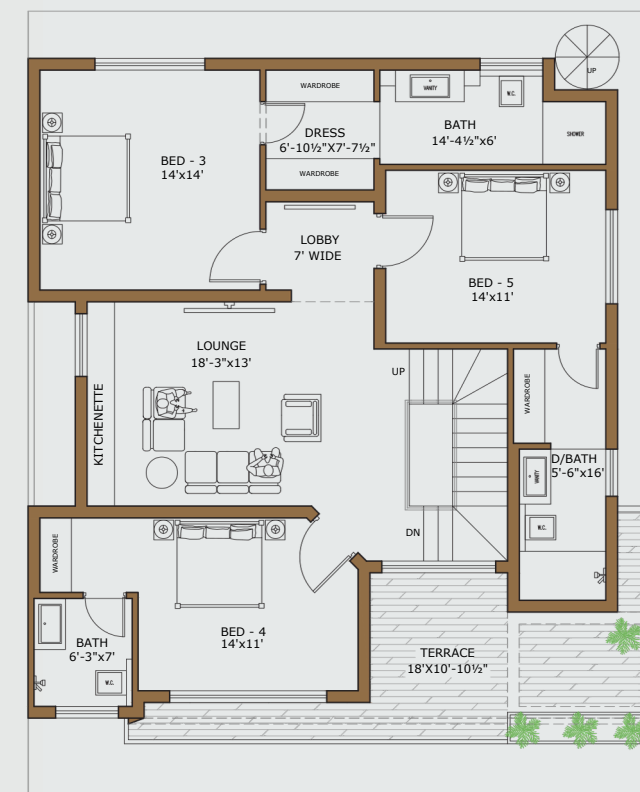 UP
WARDROBE
VANITY
W.C.
BATH
14'-4½"x6'
SHOWER
DRESS
6'-10½"X7'-7½"
WARDROBE
BED - 3
14'x14'
LOBBY
7' WIDE
BED - 5
14'x11'
LOUNGE
18'-3"x13'
UP
KITCHENETTE
WARDROBE
D/BATH
5'-6"x16'
VANITY
W.C.
DN
WARDROBE
BED - 4
14'x11'
BATH
6'-3"x7'
W.C.
TERRACE
18'X10'-10½"